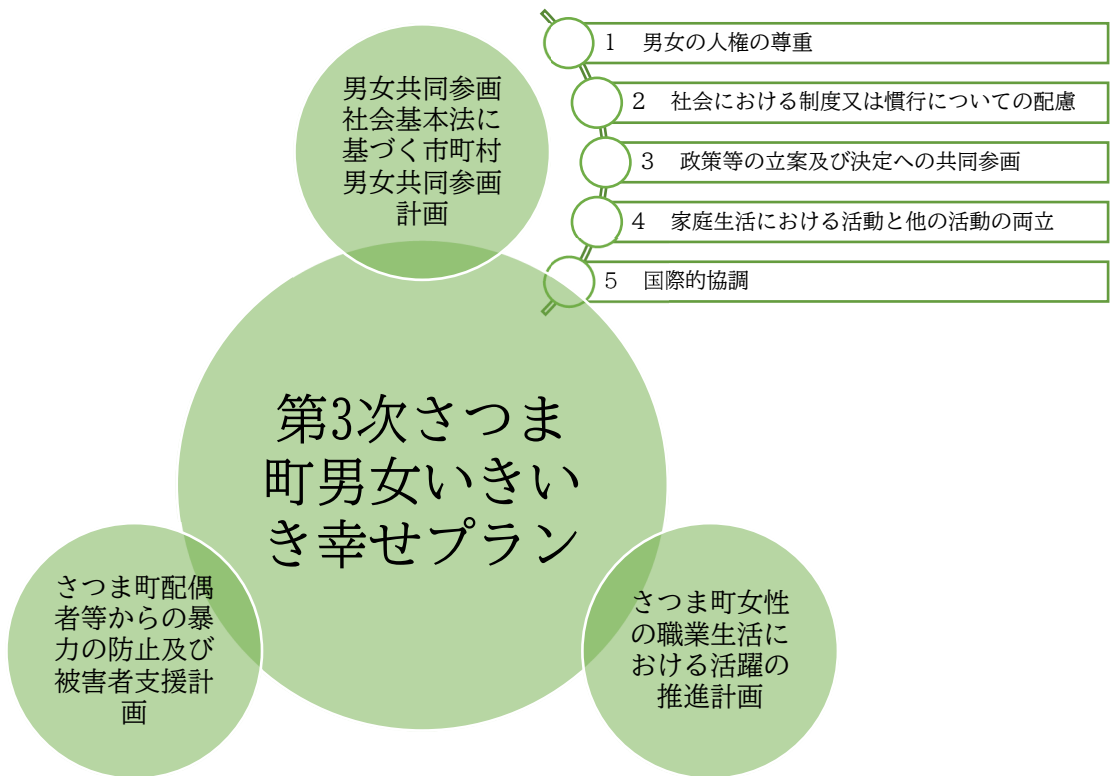 男女共同参画
社会基本法に
基づく市町村
男女共同参画
計画
1 男女の人権の尊重
2 社会における制度又は慣行についての配慮
3 政策等の立案及び決定への共同参画
4 家庭生活における活動と他の活動の両立
5 国際的協調
第3次さつま
町男女いきい
き幸せプラン
さつま町配偶
者等からの暴
力の防止及び
被害者支援計
画
さつま町女性
の職業生活に
おける活躍の
推進計画